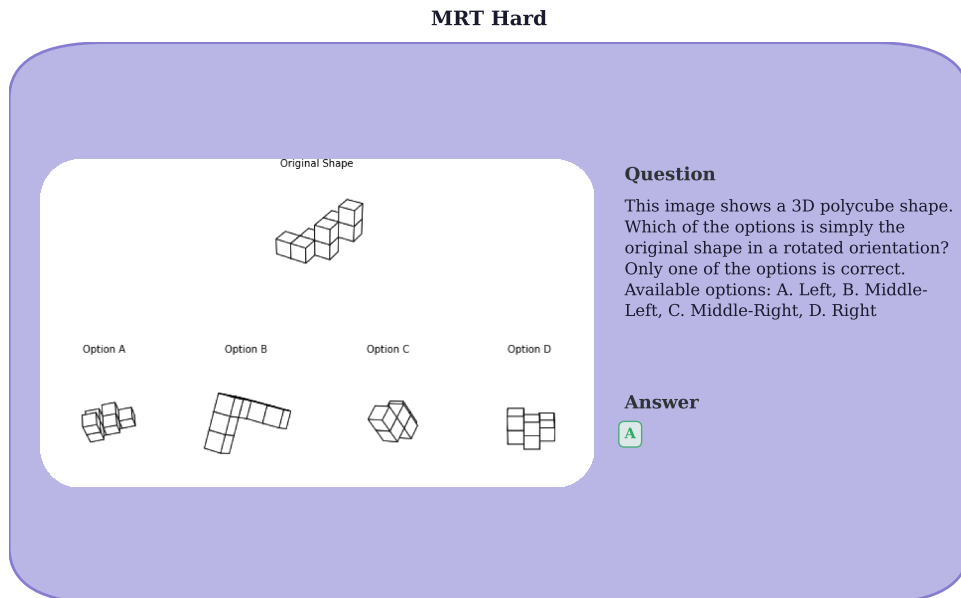 MRT Hard
Original Shape
Question
This image shows a 3D polycube shape.
Which of the options is simply the
original shape in a rotated orientation?
Only one of the options is correct.
Available options: A. Left, B. Middle-
Left, C. Middle-Right, D. Right
Option A
Option B
Option C
Option D
Answer
A